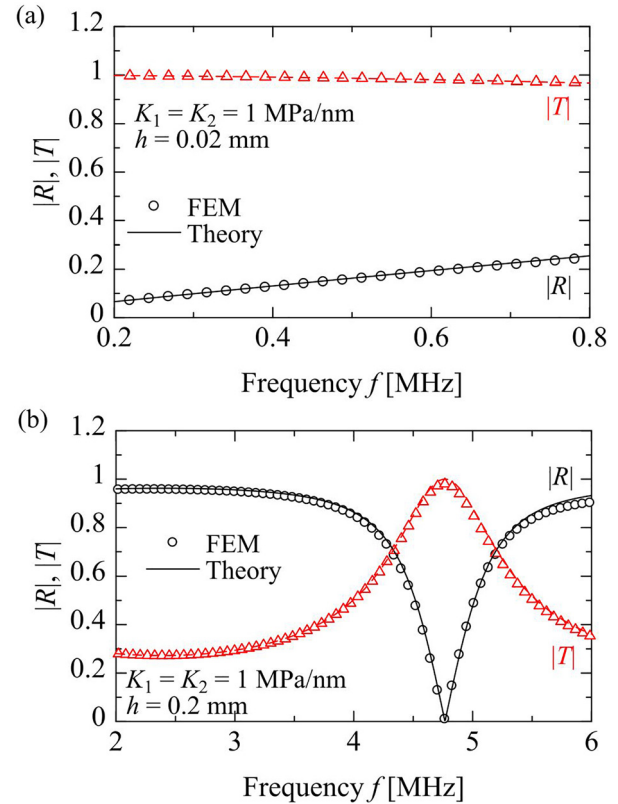 (a)
1.2
1
0.8
0.6
0.4
0.2
0
|R|, |T|
K1 = K2 = 1 MPa/nm
h = 0.02 mm
FEM
Theory
|T|
|R|
0.2 0.4 0.6 0.8
Frequency f [MHz]
(b)
1.2
1
0.8
0.6
0.4
0.2
0
|R|, |T|
|R|
FEM
Theory
|T|
K1 = K2 = 1 MPa/nm
h = 0.2 mm
2 3 4 5 6
Frequency f [MHz]